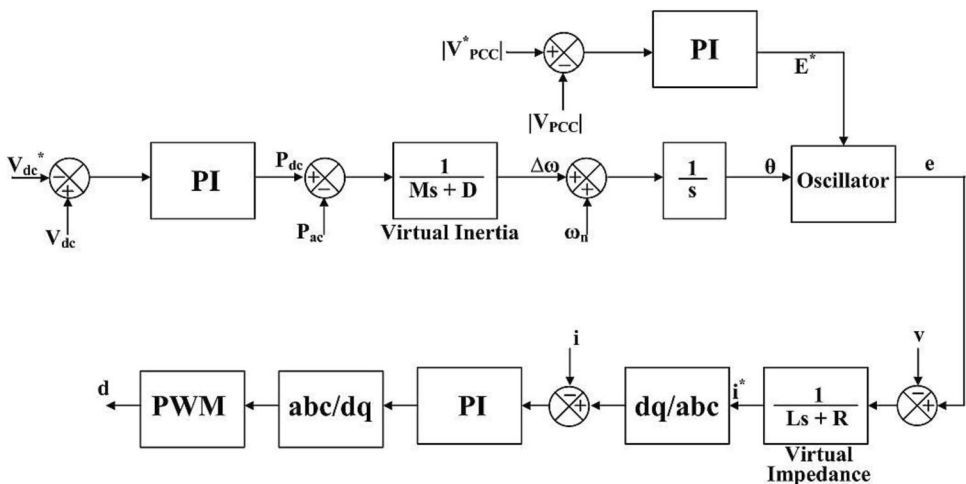 |V*PCC|
+
−
|VPCC|
PI
E*
Vdc*
−
+
Vdc
PI
Pdc
+
−
Pac
1
Ms + D
Virtual Inertia
Δω
+
+
ωn
1
s
θ
Oscillator
e
v
−
+
1
Ls + R
Virtual
Impedance
i*
dq/abc
i
−
+
PI
abc/dq
PWM
d